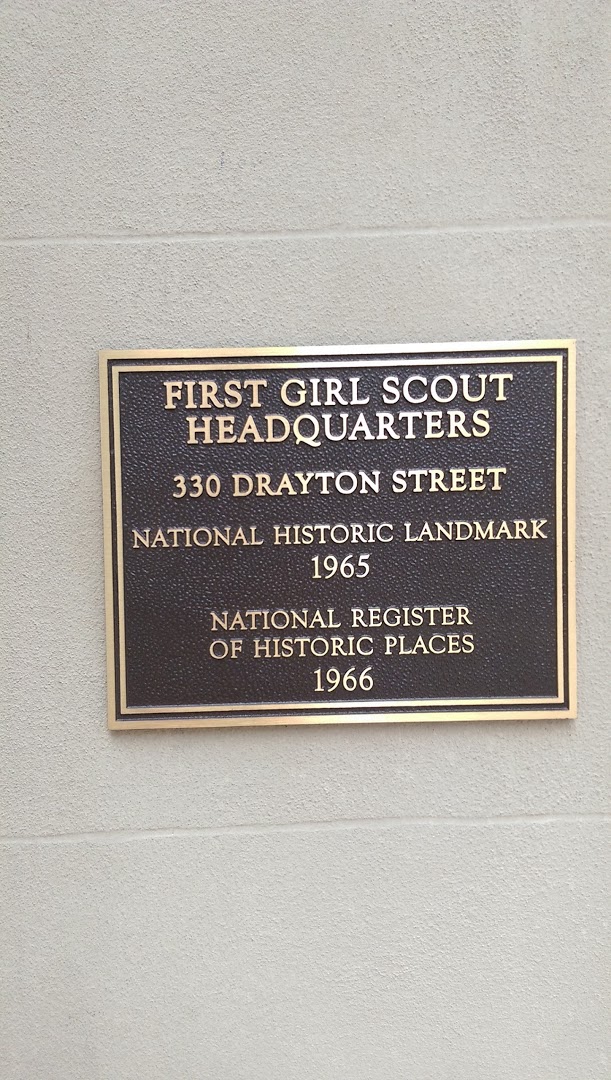 FIRST GIRL SCOUT
HEADQUARTERS
330 DRAYTON STREET
NATIONAL HISTORIC LANDMARK
1965
NATIONAL REGISTER
OF HISTORIC PLACES
1966